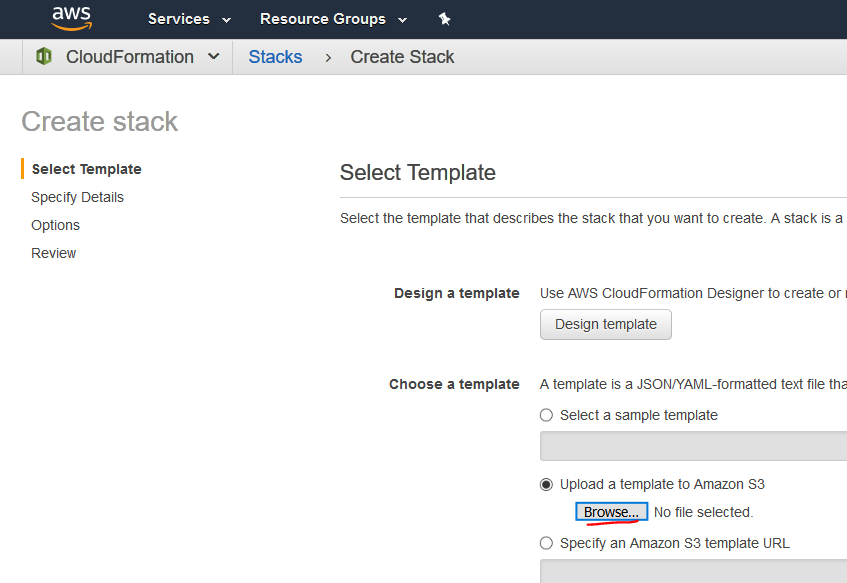 aws Services Resource Groups
CloudFormation Stacks › Create Stack
Create stack
Select Template
Specify Details
Options
Review
Select Template
Select the template that describes the stack that you want to create. A stack is a
Design a template Use AWS CloudFormation Designer to create or
Design template
Choose a template A template is a JSON/YAML-formatted text file tha
Select a sample template
Upload a template to Amazon S3
Browse... No file selected.
Specify an Amazon S3 template URL